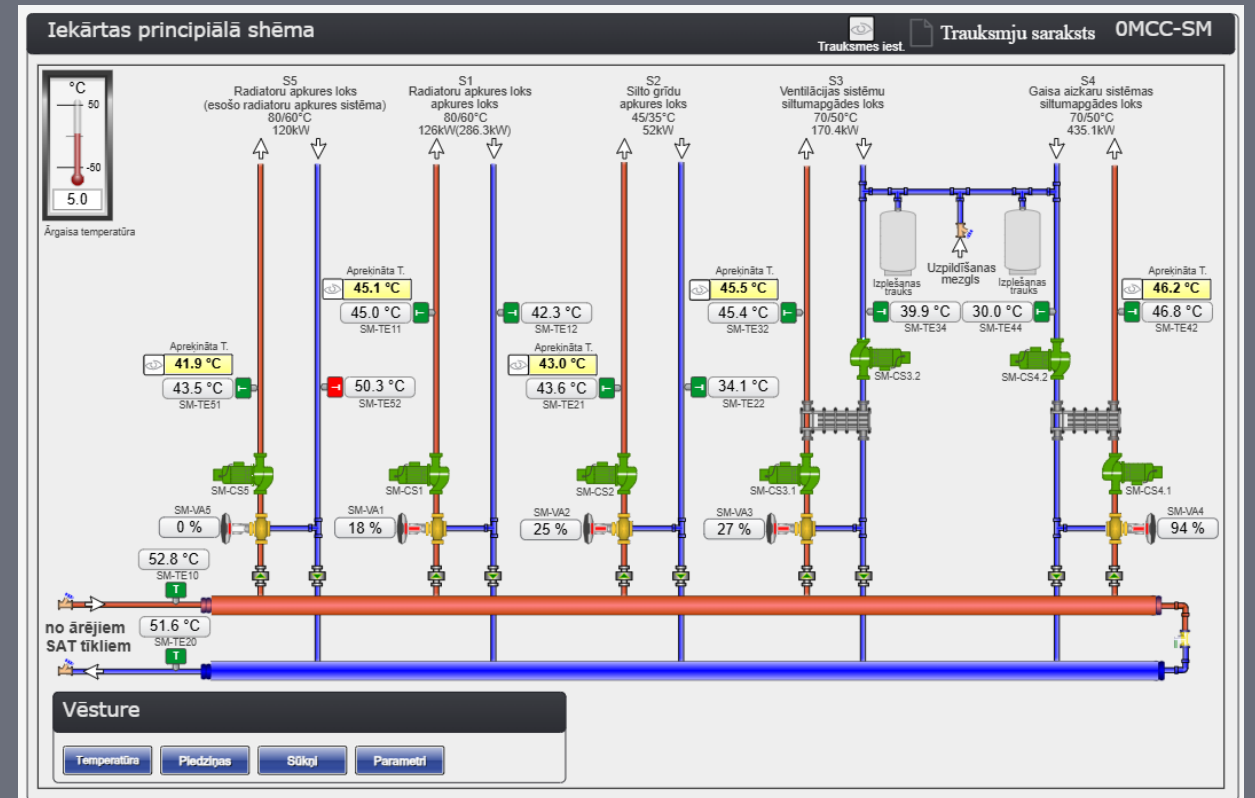 Iekārtas principiālā shēma
Trauksmes iest.
Trauksmju saraksts
0MCC-SM
°C
50
-50
5.0
Ārgaisa temperatūra
S5
Radiatoru apkures loks
(esošo radiatoru apkures sistēma)
80/60°C
120kW
S1
Radiatoru apkures loks
apkures loks
80/60°C
126kW(286.3kW)
S2
Silto grīdu
apkures loks
45/35°C
52kW
S3
Ventilācijas sistēmu
siltumapgādes loks
70/50°C
170.4kW
S4
Gaisa aizkaru sistēmas
siltumapgādes loks
70/50°C
435.1kW
Uzpildīšanas
mezgls
Izplešanas
trauks
Izplešanas
trauks
Aprekināta T.
45.1 °C
45.0 °C
SM-TE11
42.3 °C
SM-TE12
Aprekināta T.
45.5 °C
45.4 °C
SM-TE32
39.9 °C
SM-TE34
30.0 °C
SM-TE44
Aprekināta T.
46.2 °C
46.8 °C
SM-TE42
Aprekināta T.
41.9 °C
43.5 °C
SM-TE51
50.3 °C
SM-TE52
Aprekināta T.
43.0 °C
43.6 °C
SM-TE21
34.1 °C
SM-TE22
SM-CS3.2
SM-CS4.2
SM-CS5
SM-CS1
SM-CS2
SM-CS3.1
SM-CS4.1
SM-VA5
0 %
SM-VA1
18 %
SM-VA2
25 %
SM-VA3
27 %
SM-VA4
94 %
52.8 °C
SM-TE10
T
no ārējiem
SAT tīkliem
51.6 °C
SM-TE20
T
Vēsture
Temperatūra
Piedziņas
Sūkņi
Parametri